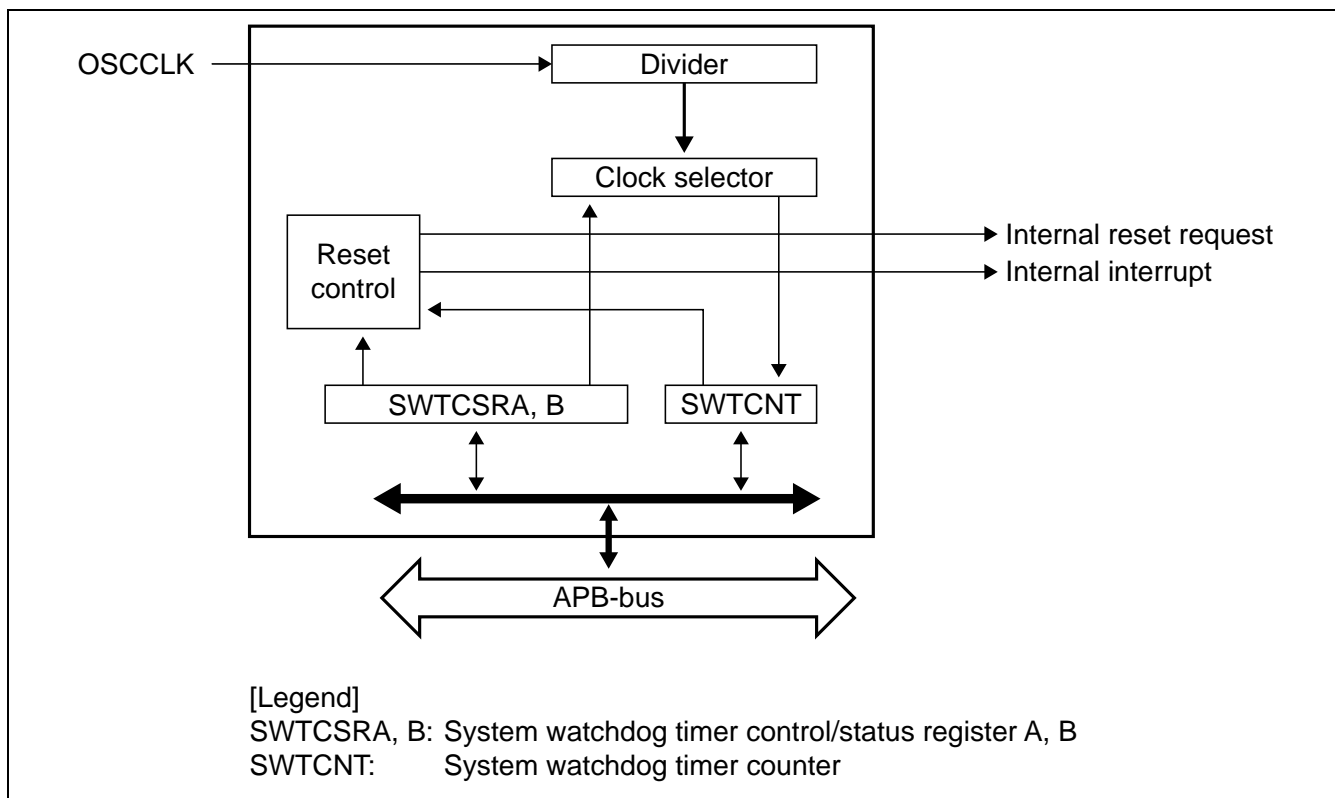 OSCCLK
Divider
Clock selector
Reset
control
Internal reset request
Internal interrupt
SWTCSRA, B
SWTCNT
APB-bus
[Legend]
SWTCSRA, B: System watchdog timer control/status register A, B
SWTCNT: System watchdog timer counter